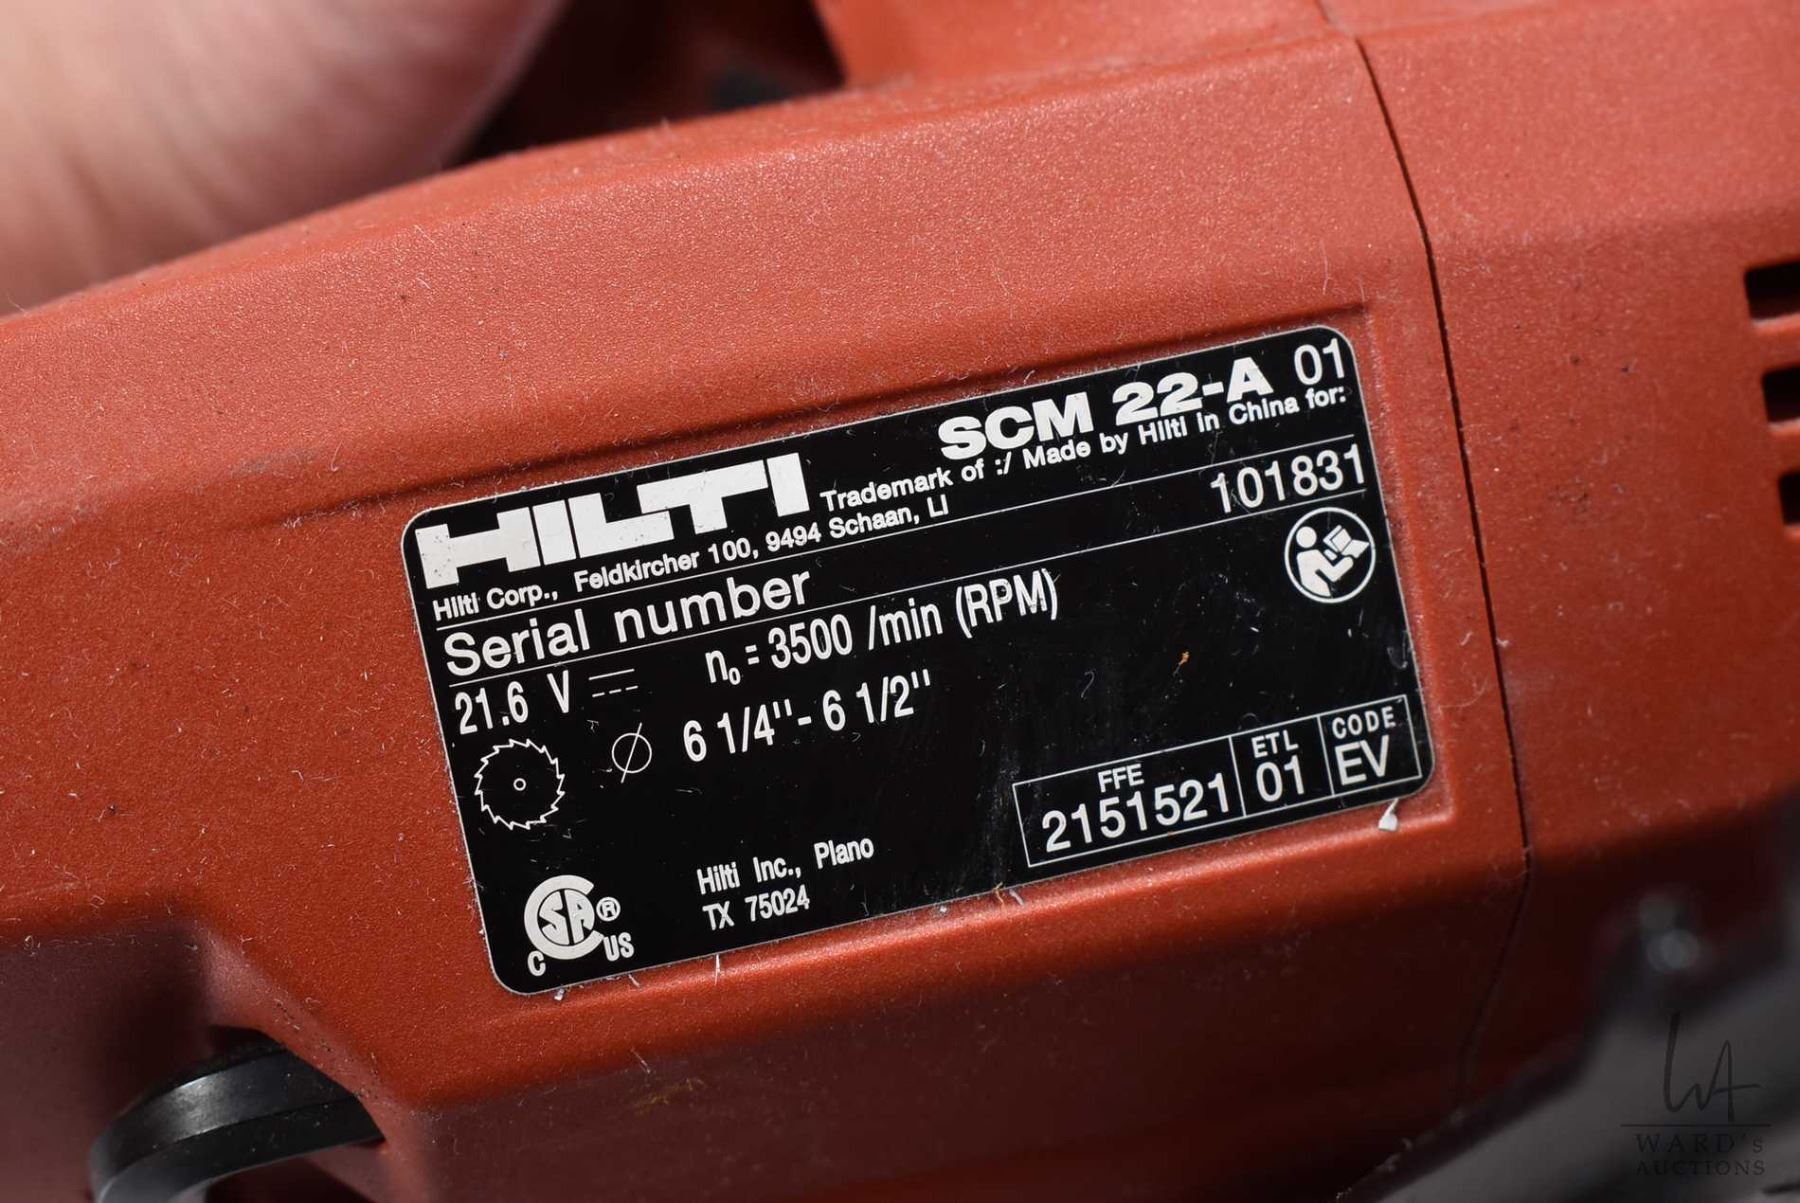 SCM 22-A 01
HILTI Trademark of :/ Made by Hilti in China for:
Hilti Corp., Feldkircher 100, 9494 Schaan, LI
Serial number 101831
21.6 V n₀ = 3500 /min (RPM)
Ø 6 1/4" - 6 1/2"
FFE ETL CODE
2151521 01 EV
Hilti Inc., Plano
TX 75024
CSA ®
C US
WA
WARD'S
AUCTIONS